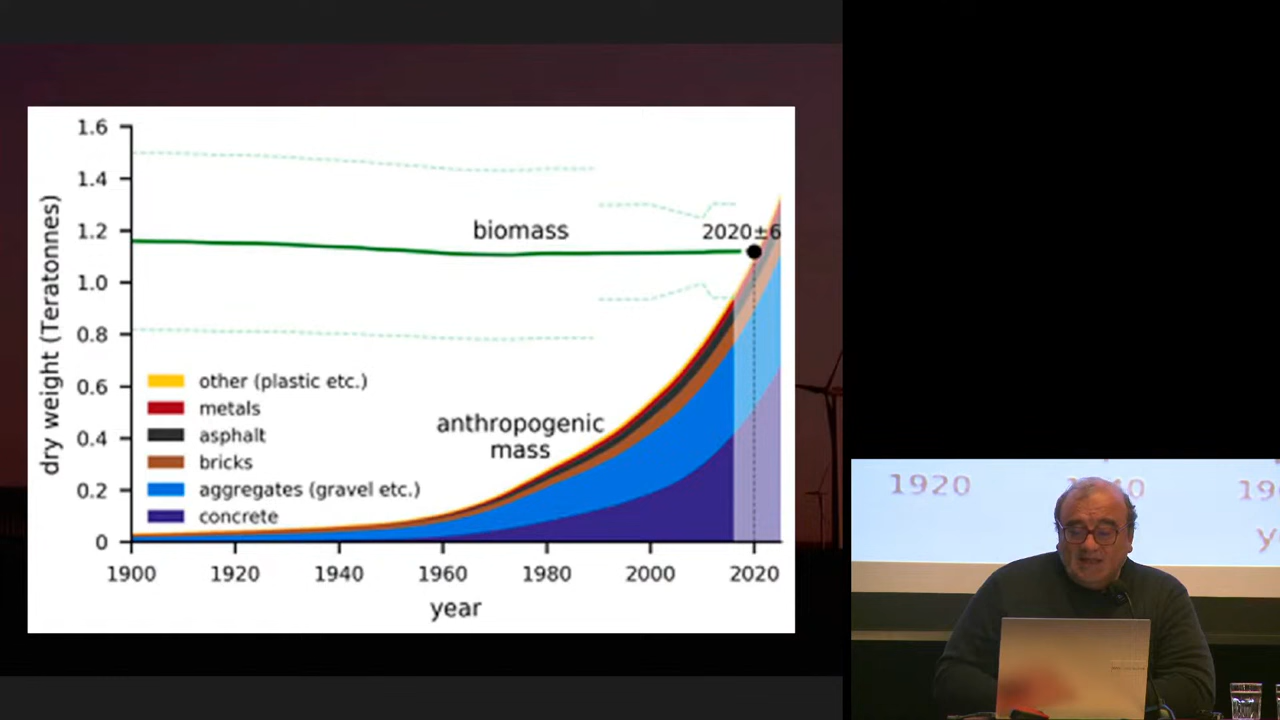 1.6
1.4
1.2
1.0
0.8
0.6
0.4
0.2
0
dry weight (Teratonnes)
biomass
2020±6
anthropogenic
mass
other (plastic etc.)
metals
asphalt
bricks
aggregates (gravel etc.)
concrete
1900 1920 1940 1960 1980 2000 2020
year
1920